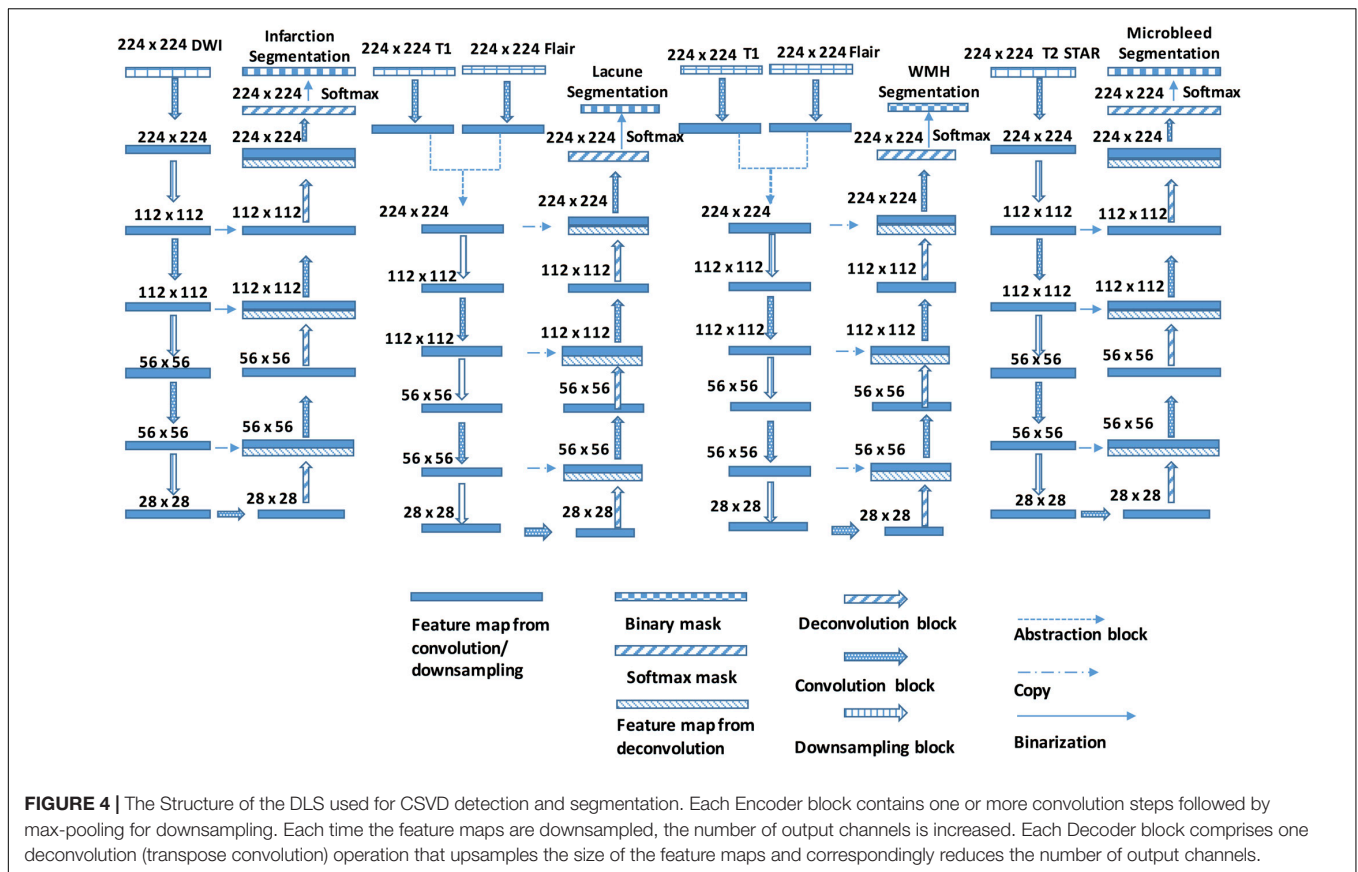 224 x 224 DWI
Infarction
Segmentation
224 x 224
Softmax
224 x 224
224 x 224
112 x 112
112 x 112
112 x 112
112 x 112
56 x 56
56 x 56
56 x 56
56 x 56
28 x 28
28 x 28
224 x 224 T1
224 x 224 Flair
Lacune
Segmentation
224 x 224
Softmax
224 x 224
224 x 224
112 x 112
112 x 112
112 x 112
112 x 112
56 x 56
56 x 56
56 x 56
56 x 56
28 x 28
28 x 28
224 x 224 T1
224 x 224 Flair
WMH
Segmentation
224 x 224
Softmax
224 x 224
224 x 224
112 x 112
112 x 112
112 x 112
112 x 112
56 x 56
56 x 56
56 x 56
56 x 56
28 x 28
28 x 28
224 x 224 T2 STAR
Microbleed
Segmentation
224 x 224
Softmax
224 x 224
224 x 224
112 x 112
112 x 112
112 x 112
112 x 112
56 x 56
56 x 56
56 x 56
56 x 56
28 x 28
28 x 28
Feature map from
convolution/
downsampling
Binary mask
Softmax mask
Feature map from
deconvolution
Deconvolution block
Convolution block
Downsampling block
Abstraction block
Copy
Binarization
FIGURE 4 | The Structure of the DLS used for CSVD detection and segmentation. Each Encoder block contains one or more convolution steps followed by
max-pooling for downsampling. Each time the feature maps are downsampled, the number of output channels is increased. Each Decoder block comprises one
deconvolution (transpose convolution) operation that upsamples the size of the feature maps and correspondingly reduces the number of output channels.